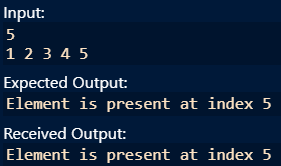 Input:
5
1 2 3 4 5
Expected Output:
Element is present at index 5
Received Output:
Element is present at index 5